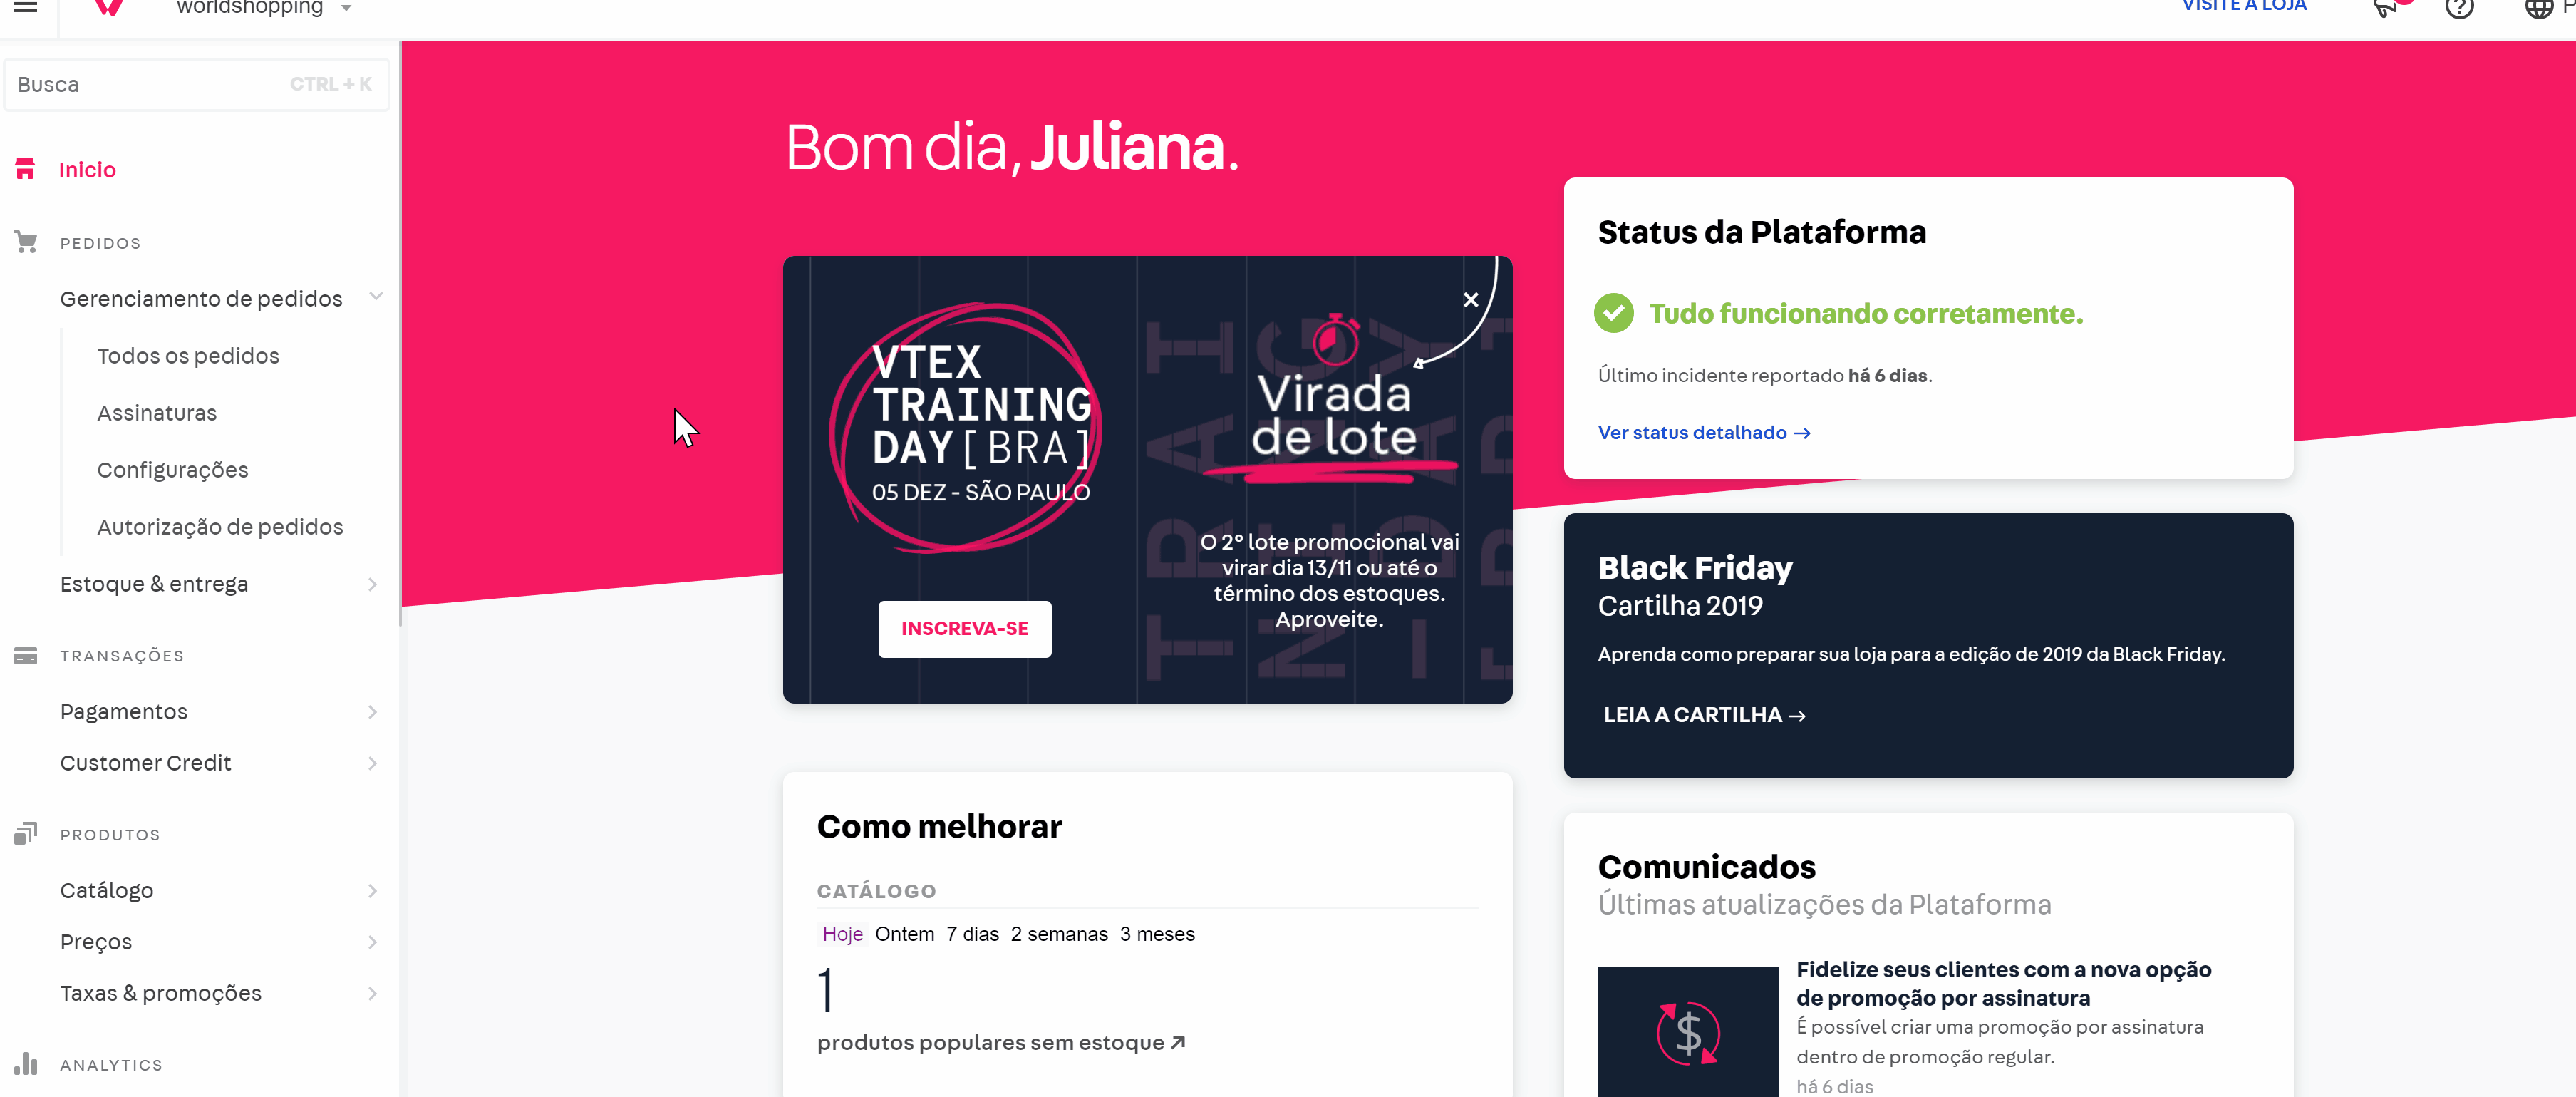 worldshopping
VISITE A LOJA
Busca
CTRL + K
Inicio
PEDIDOS
Gerenciamento de pedidos
Todos os pedidos
Assinaturas
Configurações
Autorização de pedidos
Estoque & entrega
TRANSAÇÕES
Pagamentos
Customer Credit
PRODUTOS
Catálogo
Preços
Taxas & promoções
ANALYTICS
Bom dia, Juliana.
VTEX
TRAINING
DAY [ BRA ]
05 DEZ - SÃO PAULO
INSCREVA-SE
Virada
de lote
O 2° lote promocional vai
virar dia 13/11 ou até o
término dos estoques.
Aproveite.
Como melhorar
CATÁLOGO
Hoje Ontem 7 dias 2 semanas 3 meses
1
produtos populares sem estoque
Status da Plataforma
Tudo funcionando corretamente.
Último incidente reportado há 6 dias.
Ver status detalhado →
Black Friday
Cartilha 2019
Aprenda como preparar sua loja para a edição de 2019 da Black Friday.
LEIA A CARTILHA →
Comunicados
Últimas atualizações da Plataforma
$
Fidelize seus clientes com a nova opção
de promoção por assinatura
É possível criar uma promoção por assinatura
dentro de promoção regular.
há 6 dias